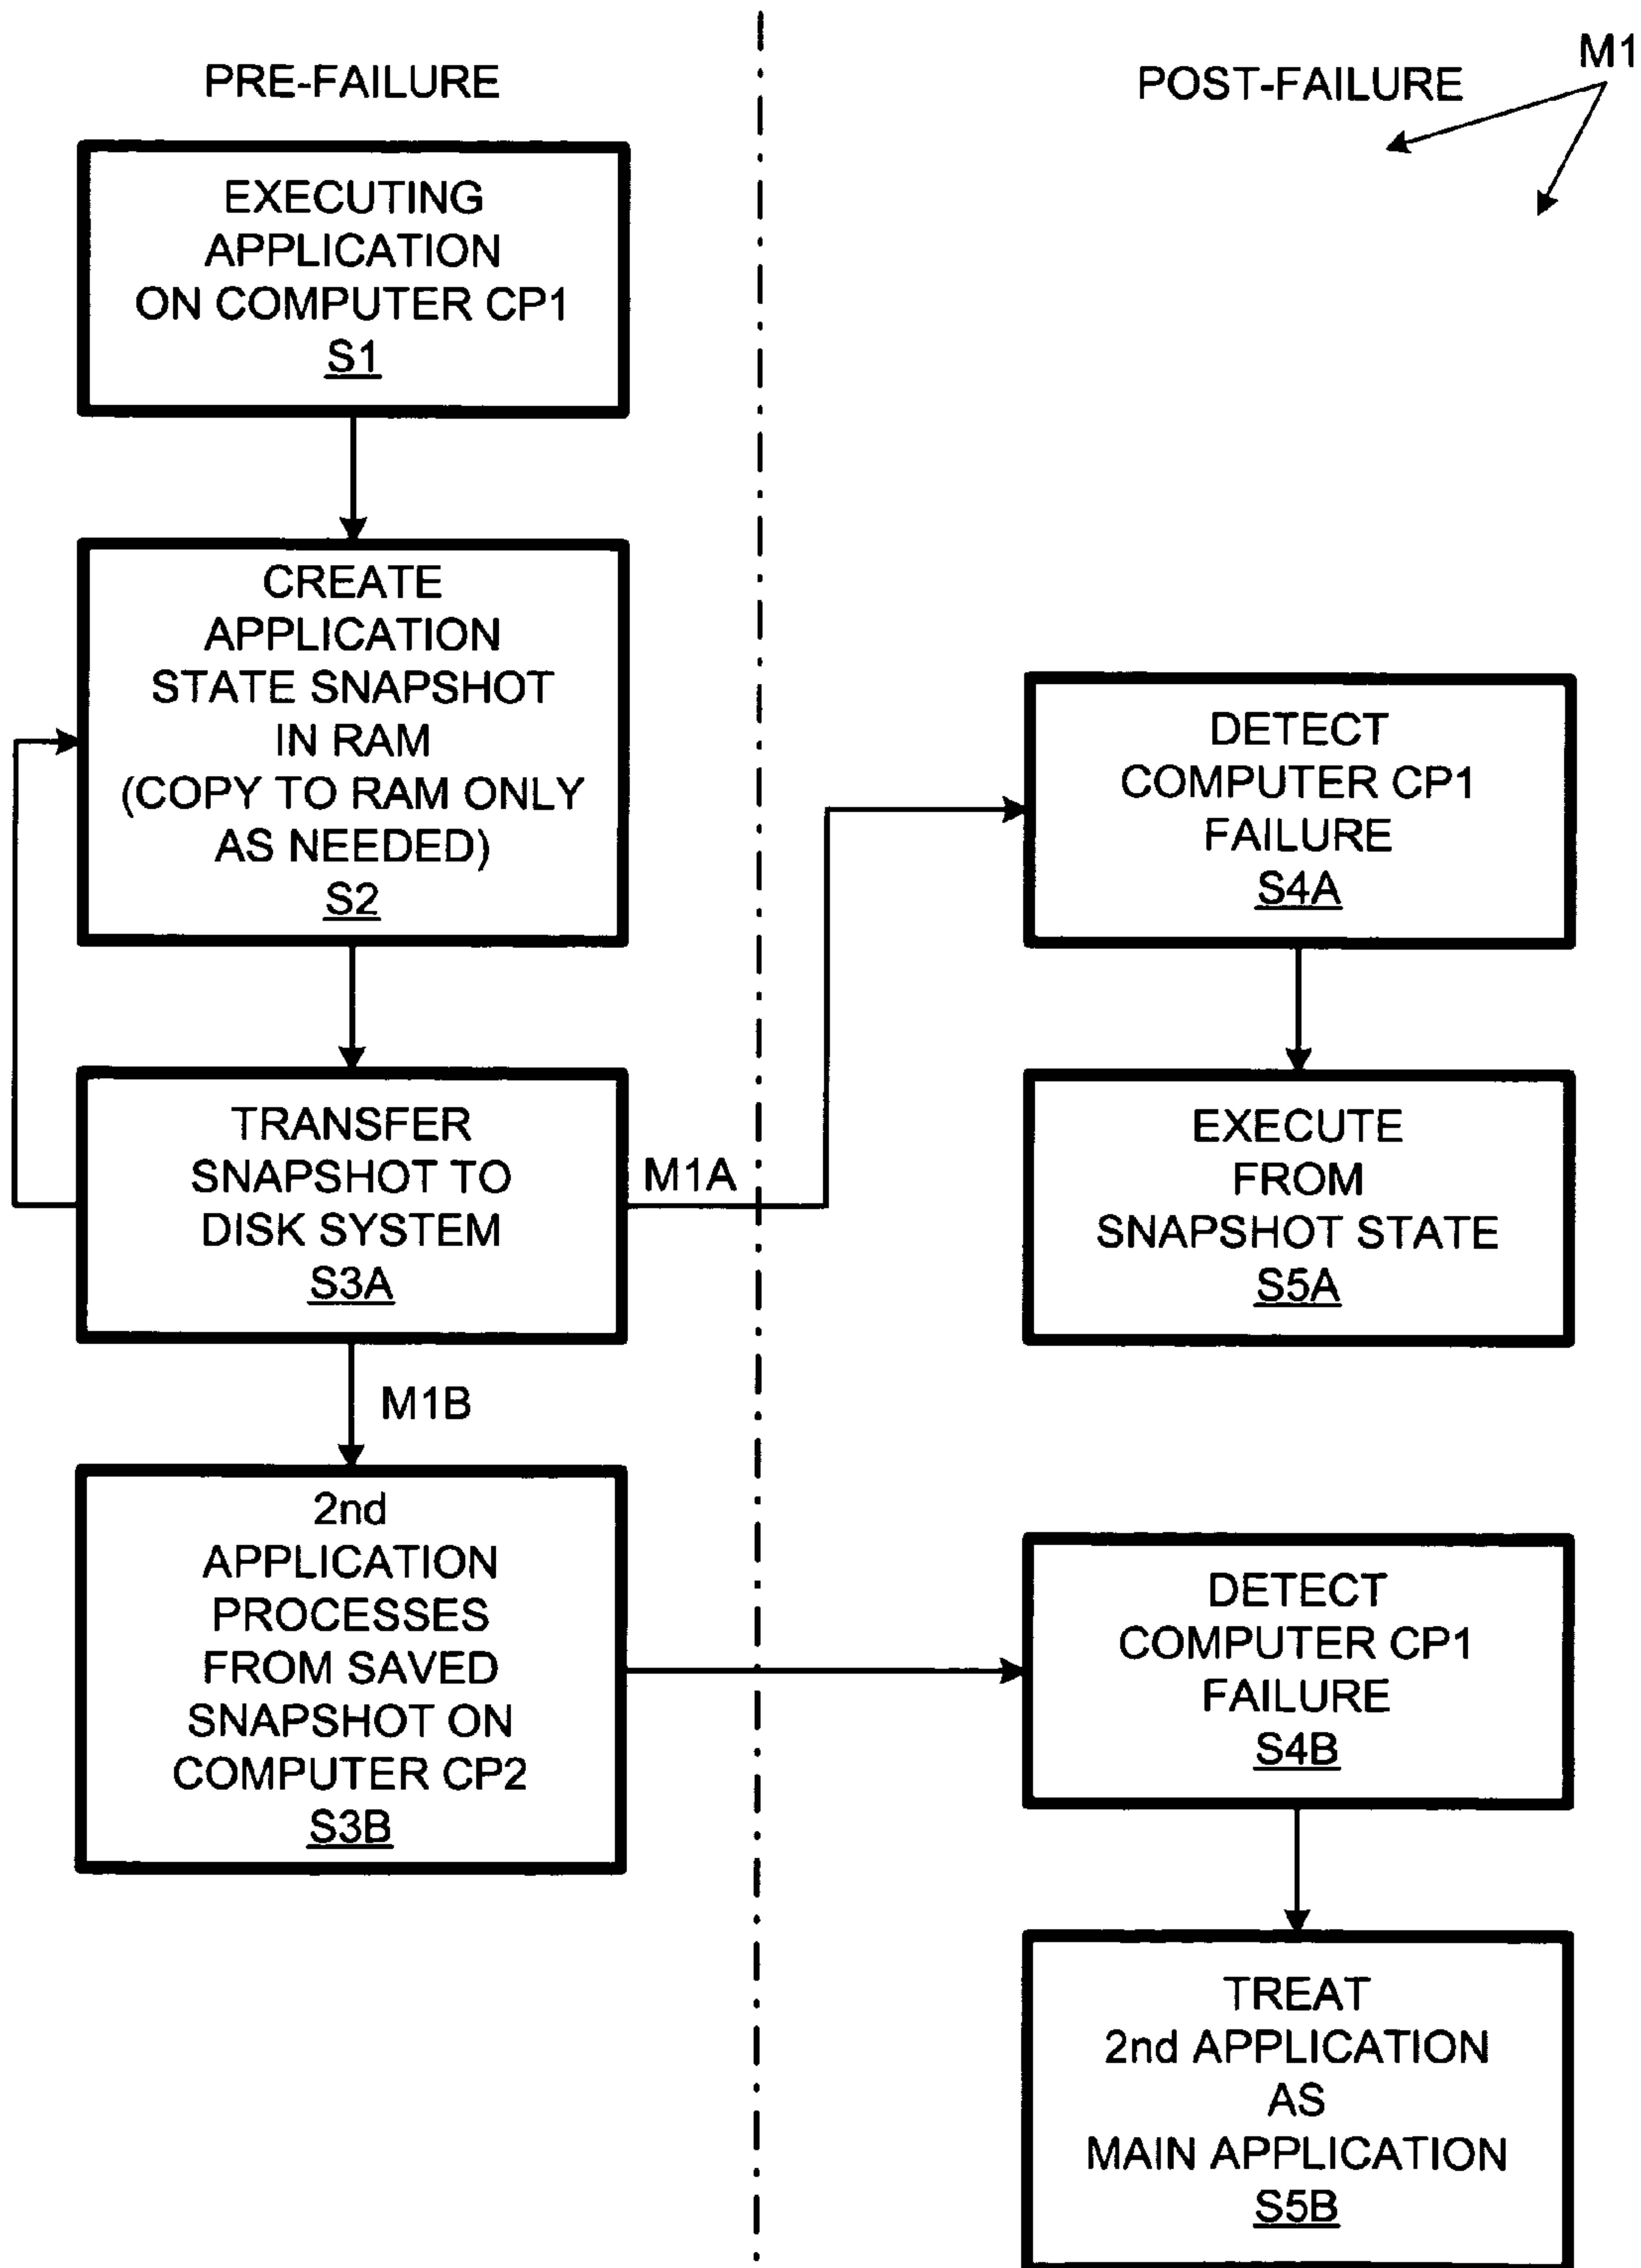 PRE-FAILURE
POST-FAILURE
M1
EXECUTING
APPLICATION
ON COMPUTER CP1
S1
CREATE
APPLICATION
STATE SNAPSHOT
IN RAM
(COPY TO RAM ONLY
AS NEEDED)
S2
TRANSFER
SNAPSHOT TO
DISK SYSTEM
S3A
M1A
M1B
2nd
APPLICATION
PROCESSES
FROM SAVED
SNAPSHOT ON
COMPUTER CP2
S3B
DETECT
COMPUTER CP1
FAILURE
S4A
EXECUTE
FROM
SNAPSHOT STATE
S5A
DETECT
COMPUTER CP1
FAILURE
S4B
TREAT
2nd APPLICATION
AS
MAIN APPLICATION
S5B